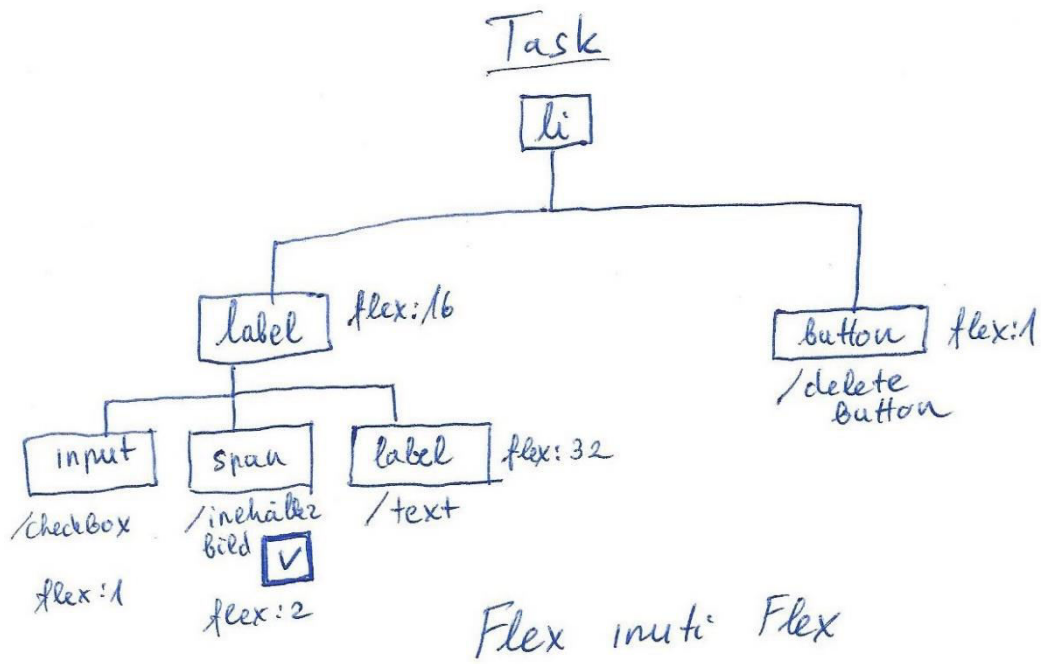 Task
li
label flex:16
button flex:1
/delete
button
input
span
label flex:32
/checkbox
/inehåller
bild
/text
flex:1
flex:2
Flex inuti Flex